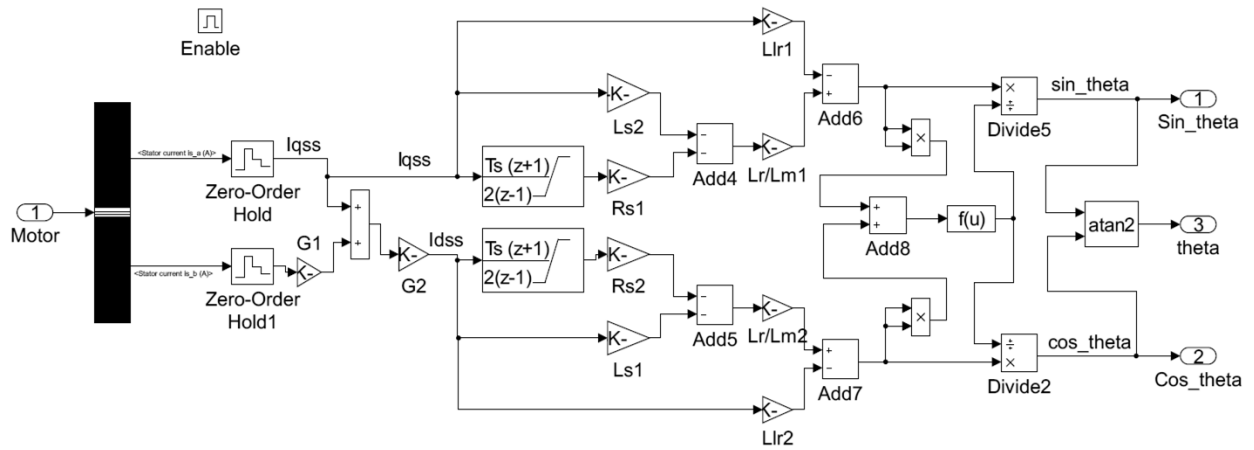 Enable
K-
Llr1
Iqss
Iqss
-K-
Ls2
<Stator current Is_a (A)>
Zero-Order
Hold
Ts (z+1)
2(z-1)
K-
Rs1
−
−
Add4
K-
Lr/Lm1
−
+
Add6
×
×
÷
Divide5
sin_theta
1
Sin_theta
1
Motor
+
+
G1
K-
<Stator current Is_b (A)>
Zero-Order
Hold1
K-
G2
Idss
Ts (z+1)
2(z-1)
K-
Rs2
K-
Ls1
−
−
Add5
K-
Lr/Lm2
+
+
Add8
f(u)
atan2
3
theta
+
−
Add7
×
÷
×
Divide2
cos_theta
2
Cos_theta
K-
Llr2